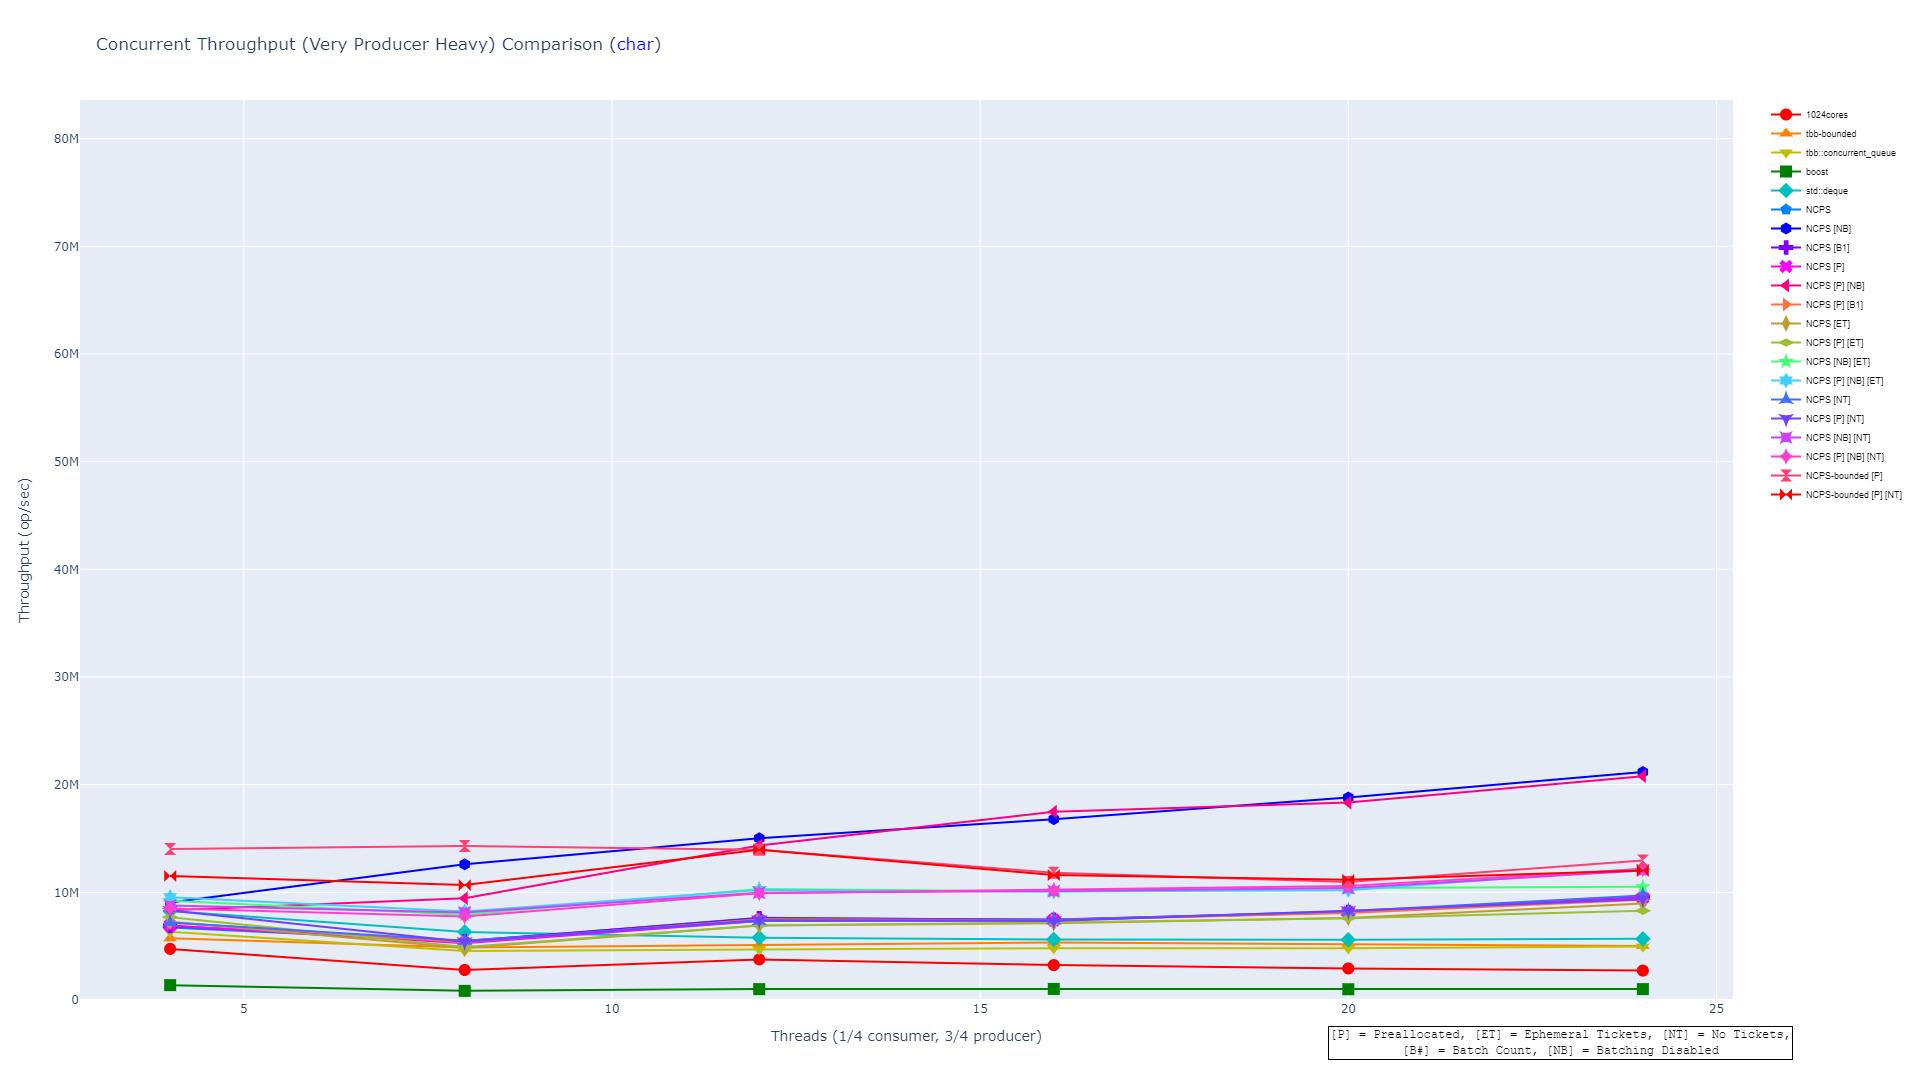 Concurrent Throughput (Very Producer Heavy) Comparison (char)
80M
70M
60M
50M
40M
30M
20M
10M
0
Throughput (op/sec)
5
10
15
20
25
Threads (1/4 consumer, 3/4 producer)
1024cores
tbb-bounded
tbb::concurrent_queue
boost
std::deque
NCPS
NCPS [NB]
NCPS [B1]
NCPS [P]
NCPS [P] [NB]
NCPS [P] [B1]
NCPS [ET]
NCPS [P] [ET]
NCPS [NB] [ET]
NCPS [P] [NB] [ET]
NCPS [NT]
NCPS [P] [NT]
NCPS [NB] [NT]
NCPS [P] [NB] [NT]
NCPS-bounded [P]
NCPS-bounded [P] [NT]
[P] = Preallocated, [ET] = Ephemeral Tickets, [NT] = No Tickets,
[B#] = Batch Count, [NB] = Batching Disabled